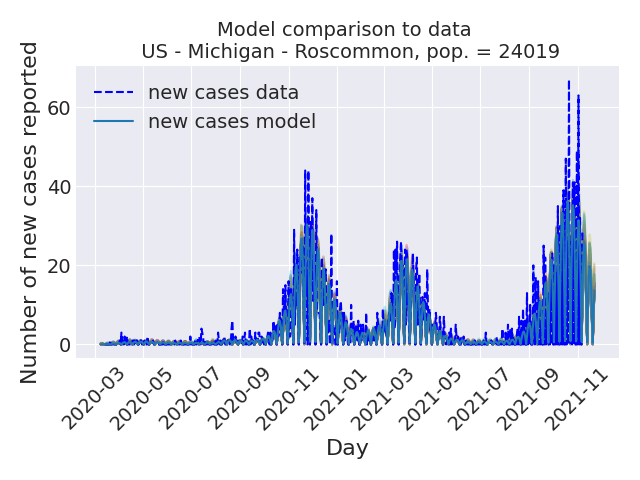 Model comparison to data
US - Michigan - Roscommon, pop. = 24019
Number of new cases reported
60
40
20
0
new cases data
new cases model
2020-03
2020-05
2020-07
2020-09
2020-11
2021-01
2021-03
2021-05
2021-07
2021-09
2021-11
Day